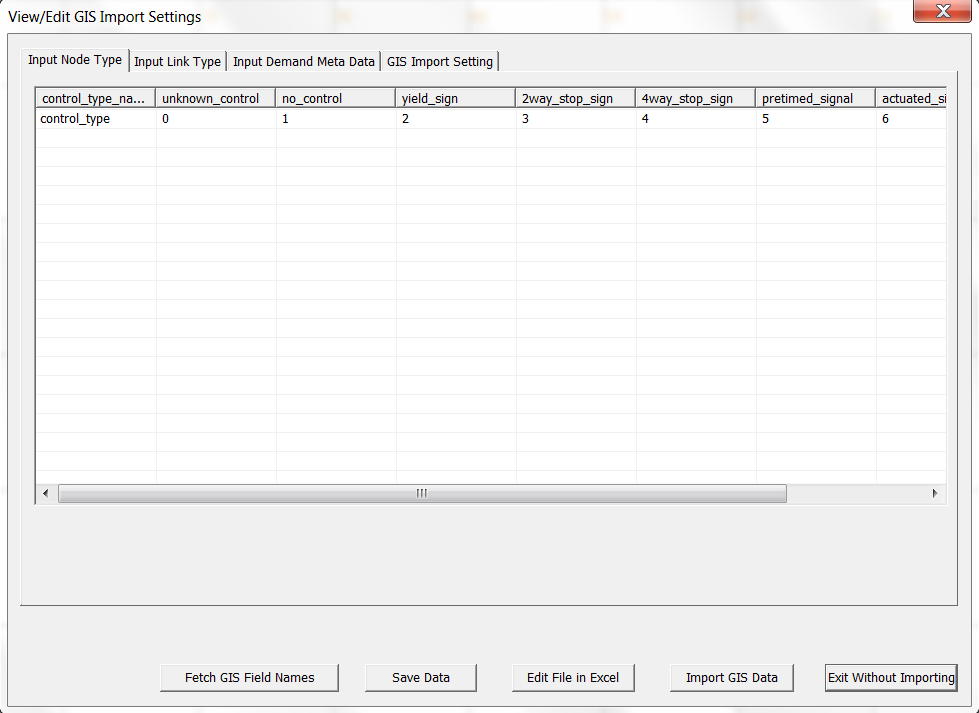 View/Edit GIS Import Settings
Input Node Type Input Link Type Input Demand Meta Data GIS Import Setting
control_type_na... unknown_control no_control yield_sign 2way_stop_sign 4way_stop_sign pretimed_signal actuated_si
control_type 0 1 2 3 4 5 6
Fetch GIS Field Names Save Data Edit File in Excel Import GIS Data Exit Without Importing